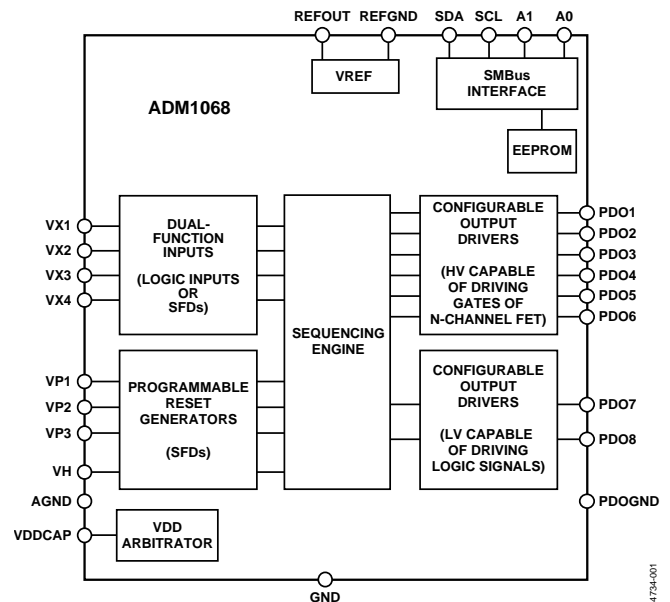 REFOUT REFGND SDA SCL A1 A0
VREF
SMBus
INTERFACE
ADM1068
EEPROM
VX1
VX2
VX3
VX4
DUAL-
FUNCTION
INPUTS
(LOGIC INPUTS
OR
SFDs)
SEQUENCING
ENGINE
CONFIGURABLE
OUTPUT
DRIVERS
(HV CAPABLE
OF DRIVING
GATES OF
N-CHANNEL FET)
PDO1
PDO2
PDO3
PDO4
PDO5
PDO6
VP1
VP2
VP3
VH
PROGRAMMABLE
RESET
GENERATORS
(SFDs)
CONFIGURABLE
OUTPUT
DRIVERS
(LV CAPABLE
OF DRIVING
LOGIC SIGNALS)
PDO7
PDO8
AGND
PDOGND
VDDCAP
VDD
ARBITRATOR
GND
4734-001